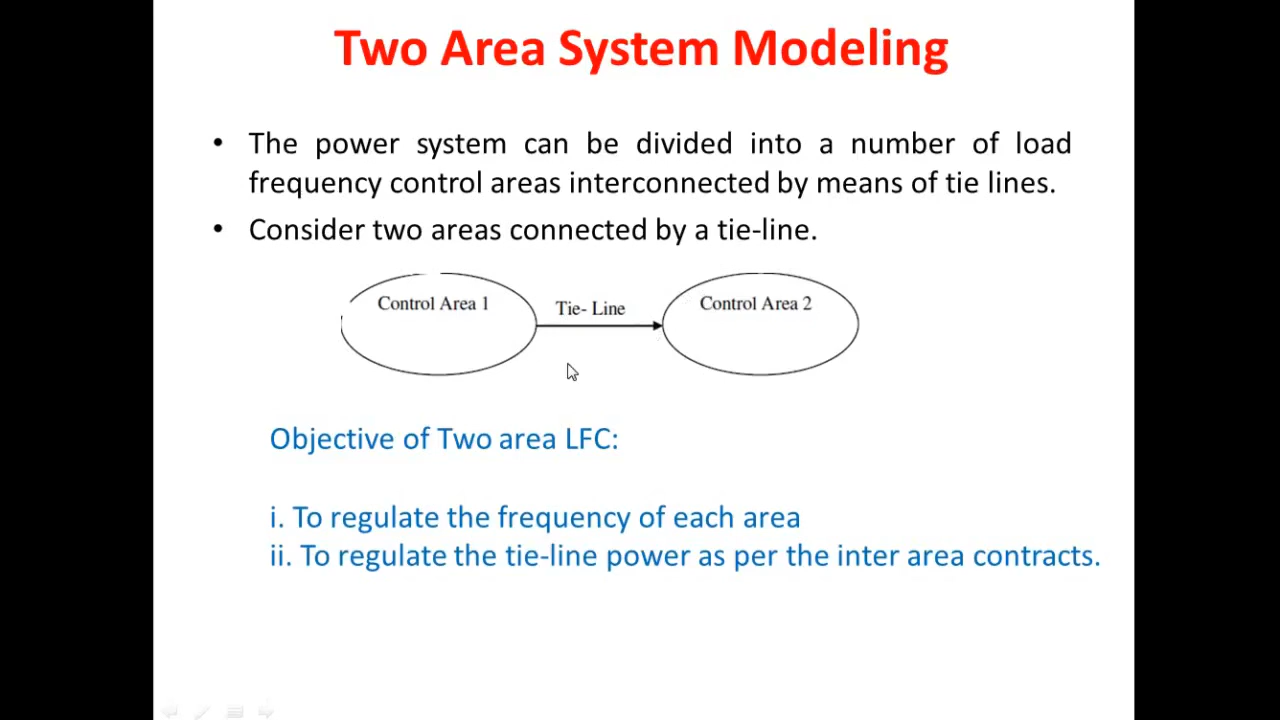 Two Area System Modeling
• The power system can be divided into a number of load
frequency control areas interconnected by means of tie lines.
• Consider two areas connected by a tie-line.
Control Area 1
Tie- Line
Control Area 2
Objective of Two area LFC:
i. To regulate the frequency of each area
ii. To regulate the tie-line power as per the inter area contracts.